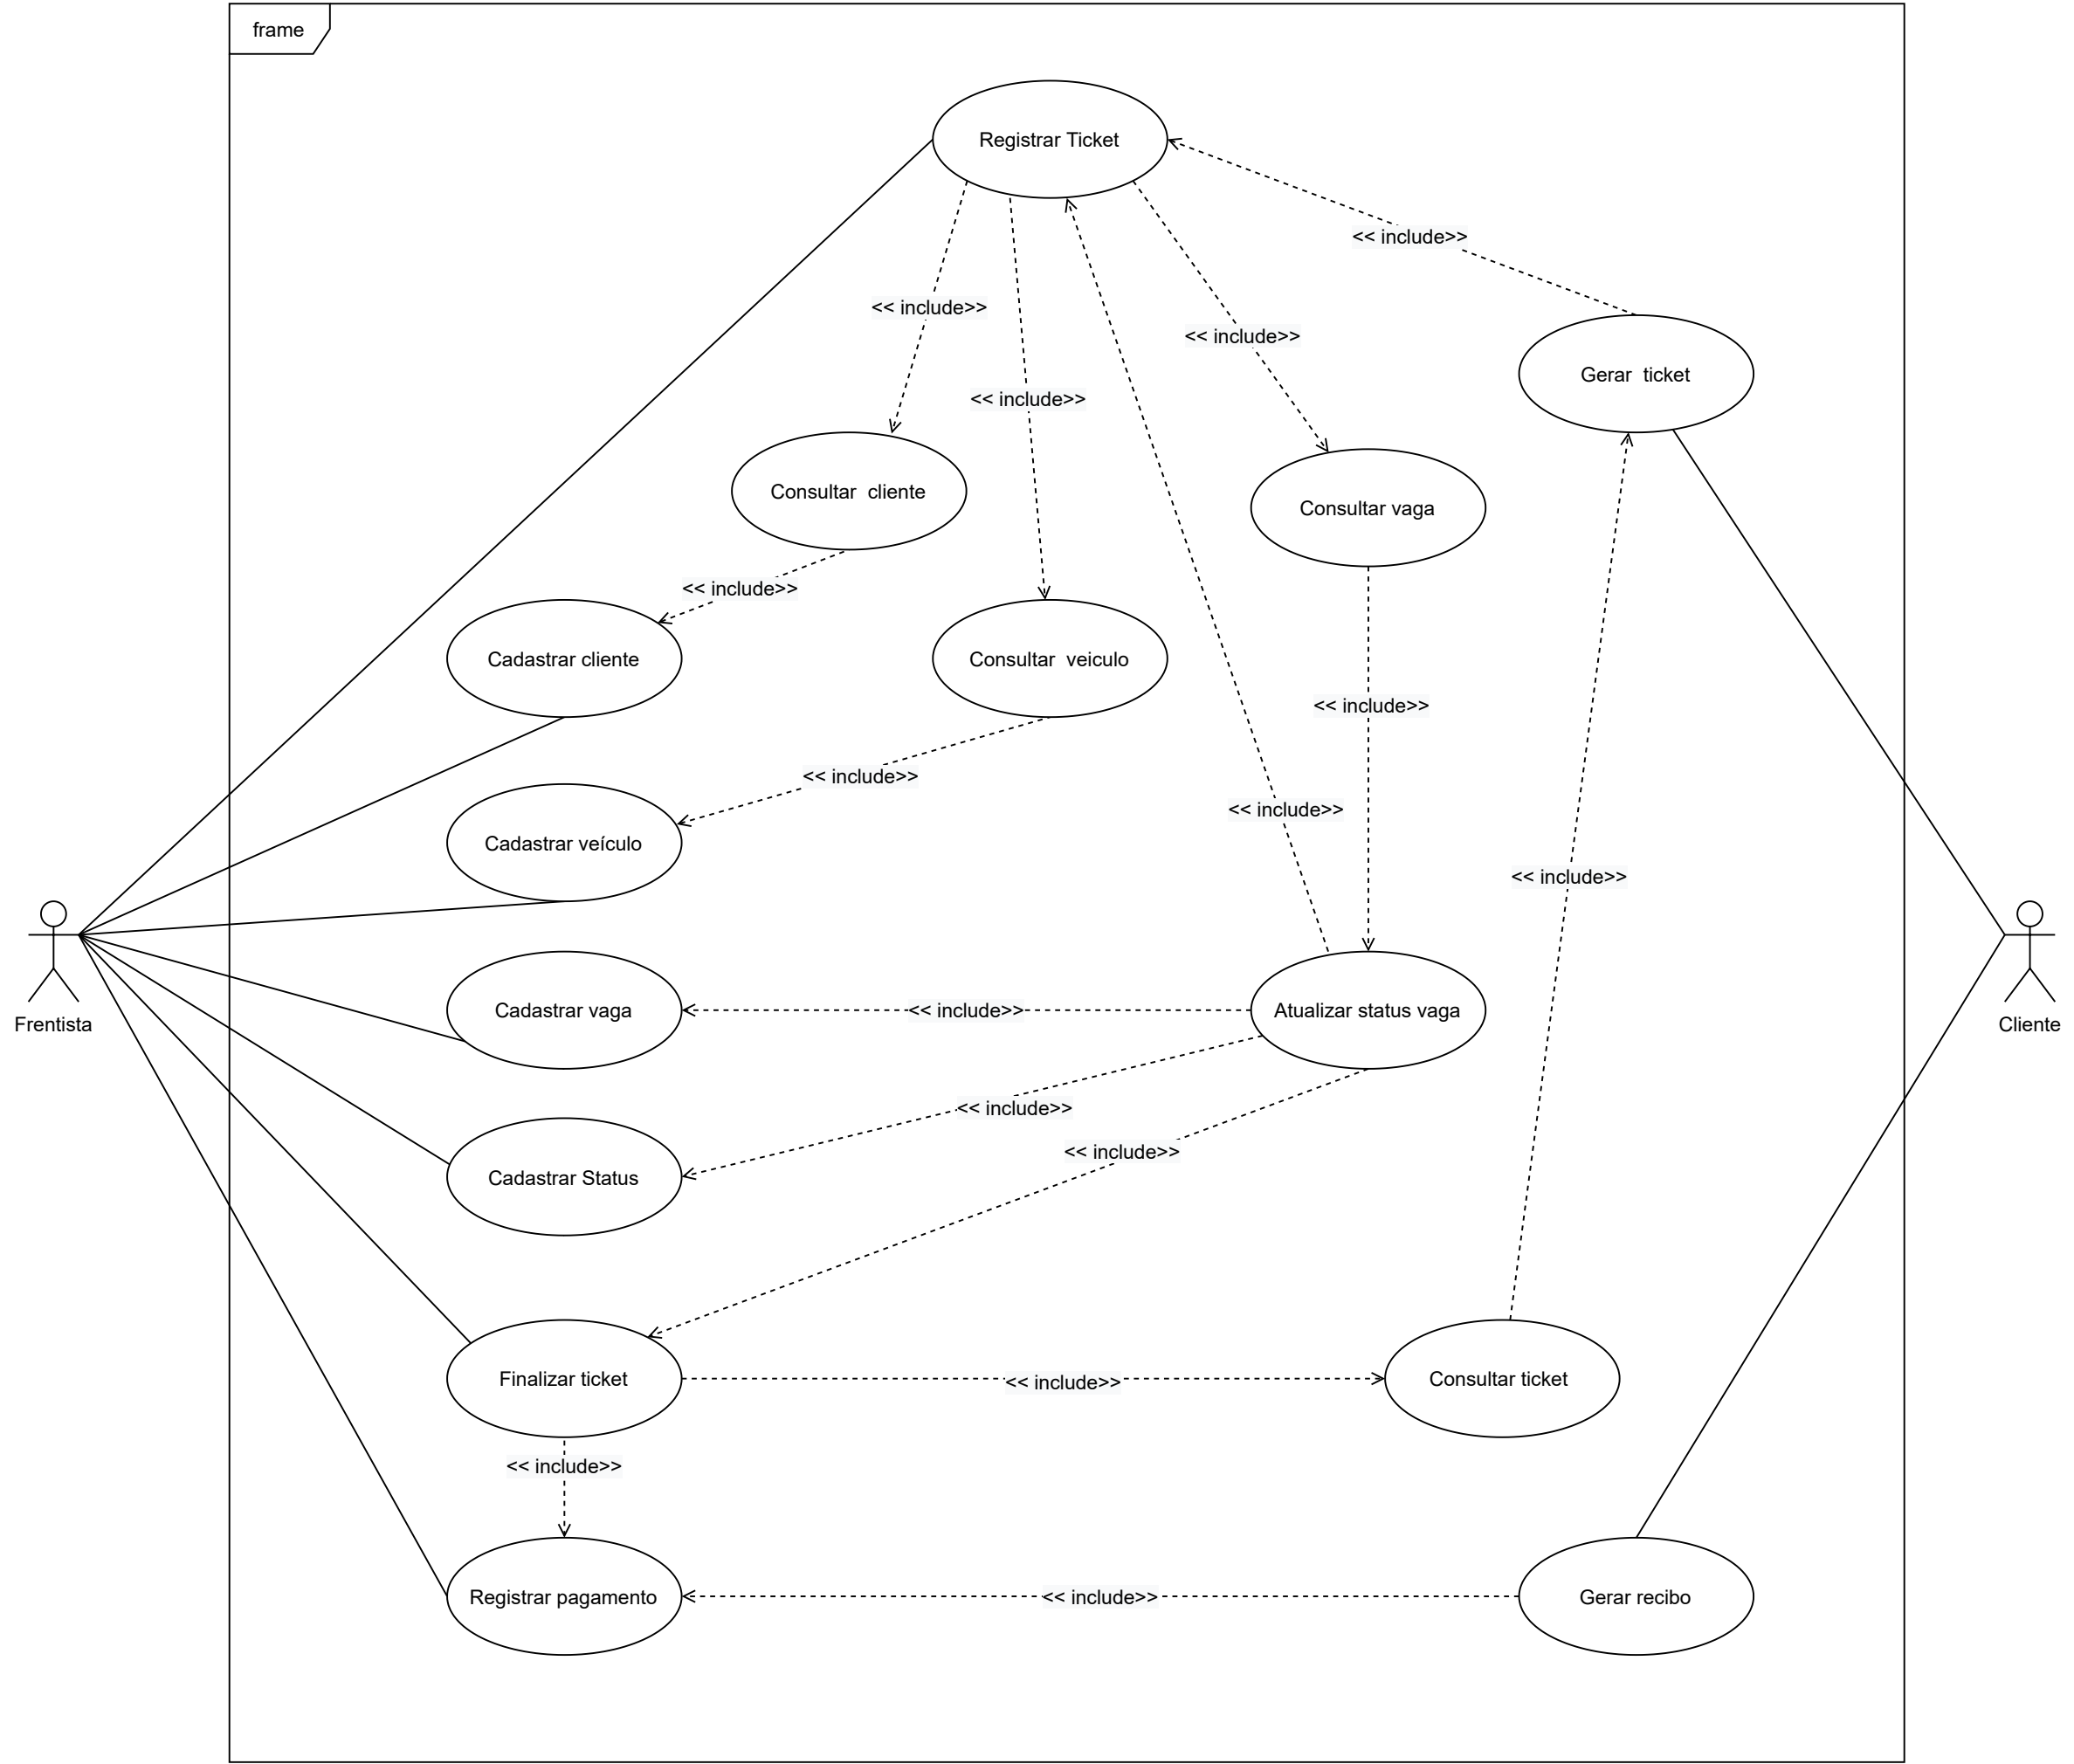 frame
Registrar Ticket
<< include>>
<< include>>
<< include>>
Gerar  ticket
<< include>>
Consultar  cliente
Consultar vaga
<< include>>
Cadastrar cliente
Consultar  veiculo
<< include>>
<< include>>
<< include>>
Cadastrar veículo
<< include>>
Cadastrar vaga
<< include>>
Atualizar status vaga
Frentista
Cliente
<< include>>
<< include>>
Cadastrar Status
Finalizar ticket
<< include>>
Consultar ticket
<< include>>
Registrar pagamento
<< include>>
Gerar recibo